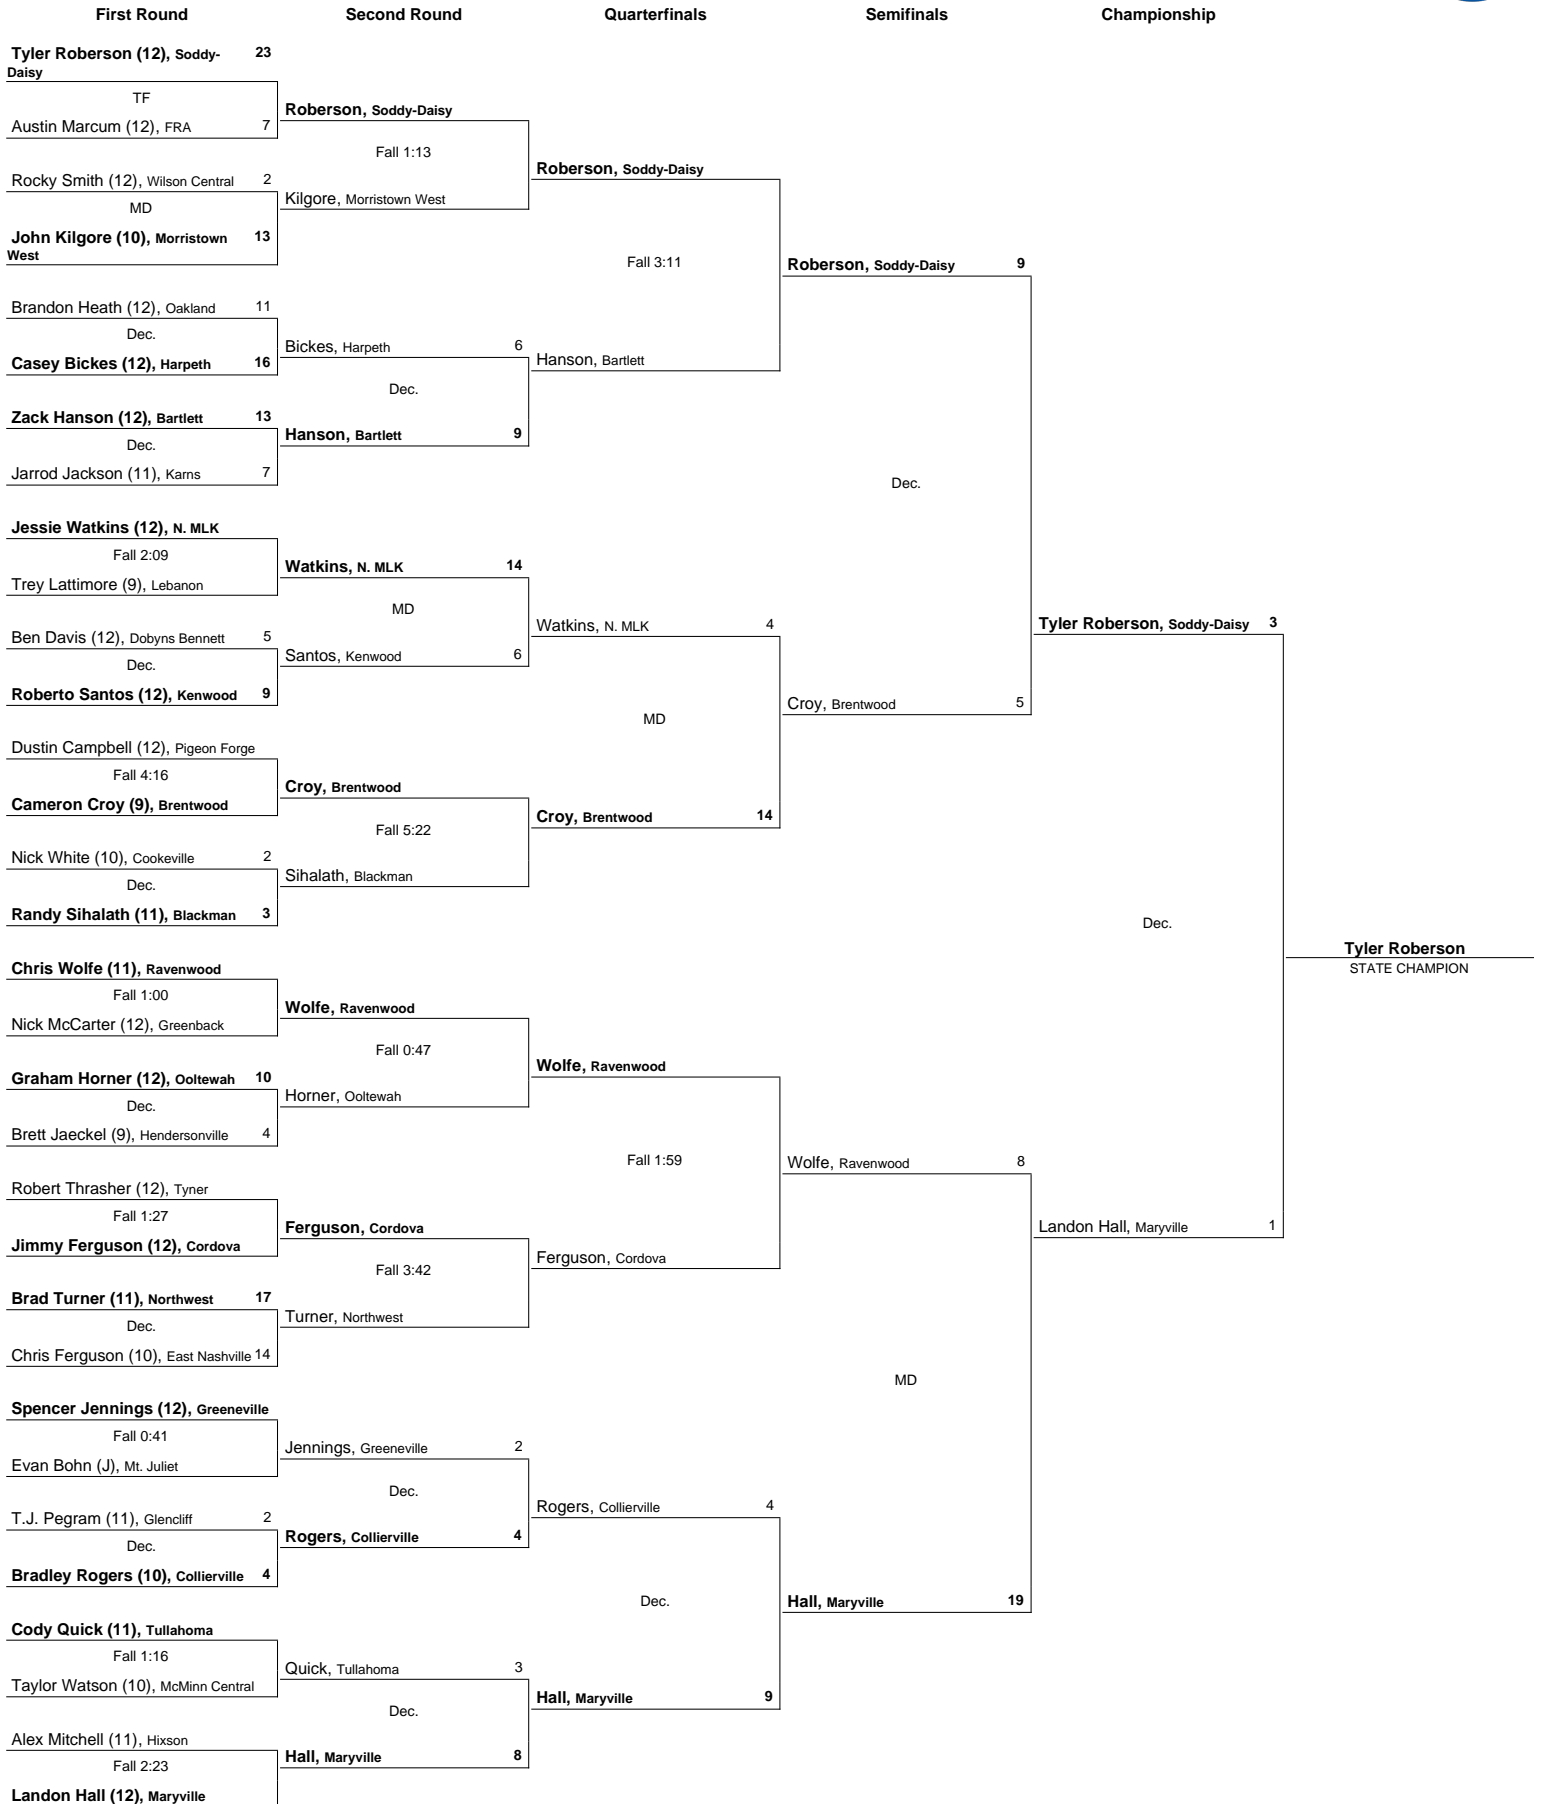 First Round
Second Round
Quarterfinals
Semifinals
Championship
Tyler Roberson (12), Soddy- 23
Daisy
TF
Austin Marcum (12), FRA 7
Rocky Smith (12), Wilson Central 2
MD
John Kilgore (10), Morristown 13
West
Brandon Heath (12), Oakland 11
Dec.
Casey Bickes (12), Harpeth 16
Zack Hanson (12), Bartlett 13
Dec.
Jarrod Jackson (11), Karns 7
Jessie Watkins (12), N. MLK
Fall 2:09
Trey Lattimore (9), Lebanon
Ben Davis (12), Dobyns Bennett 5
Dec.
Roberto Santos (12), Kenwood 9
Dustin Campbell (12), Pigeon Forge
Fall 4:16
Cameron Croy (9), Brentwood
Nick White (10), Cookeville 2
Dec.
Randy Sihalath (11), Blackman 3
Chris Wolfe (11), Ravenwood
Fall 1:00
Nick McCarter (12), Greenback
Graham Horner (12), Ooltewah 10
Dec.
Brett Jaeckel (9), Hendersonville 4
Robert Thrasher (12), Tyner
Fall 1:27
Jimmy Ferguson (12), Cordova
Brad Turner (11), Northwest 17
Dec.
Chris Ferguson (10), East Nashville 14
Spencer Jennings (12), Greeneville
Fall 0:41
Evan Bohn (J), Mt. Juliet
T.J. Pegram (11), Glencliff 2
Dec.
Bradley Rogers (10), Collierville 4
Cody Quick (11), Tullahoma
Fall 1:16
Taylor Watson (10), McMinn Central
Alex Mitchell (11), Hixson
Fall 2:23
Landon Hall (12), Maryville
Roberson, Soddy-Daisy
Fall 1:13
Kilgore, Morristown West
Bickes, Harpeth 6
Dec.
Hanson, Bartlett 9
Watkins, N. MLK 14
MD
Santos, Kenwood 6
Croy, Brentwood
Fall 5:22
Sihalath, Blackman
Wolfe, Ravenwood
Fall 0:47
Horner, Ooltewah
Ferguson, Cordova
Fall 3:42
Turner, Northwest
Jennings, Greeneville 2
Dec.
Rogers, Collierville 4
Quick, Tullahoma 3
Dec.
Hall, Maryville 8
Roberson, Soddy-Daisy
Fall 3:11
Hanson, Bartlett
Watkins, N. MLK 4
MD
Croy, Brentwood 14
Wolfe, Ravenwood
Fall 1:59
Ferguson, Cordova
Rogers, Collierville 4
Dec.
Hall, Maryville 9
Roberson, Soddy-Daisy 9
Dec.
Croy, Brentwood 5
Wolfe, Ravenwood 8
MD
Hall, Maryville 19
Tyler Roberson, Soddy-Daisy 3
Dec.
Landon Hall, Maryville 1
Tyler Roberson
STATE CHAMPION